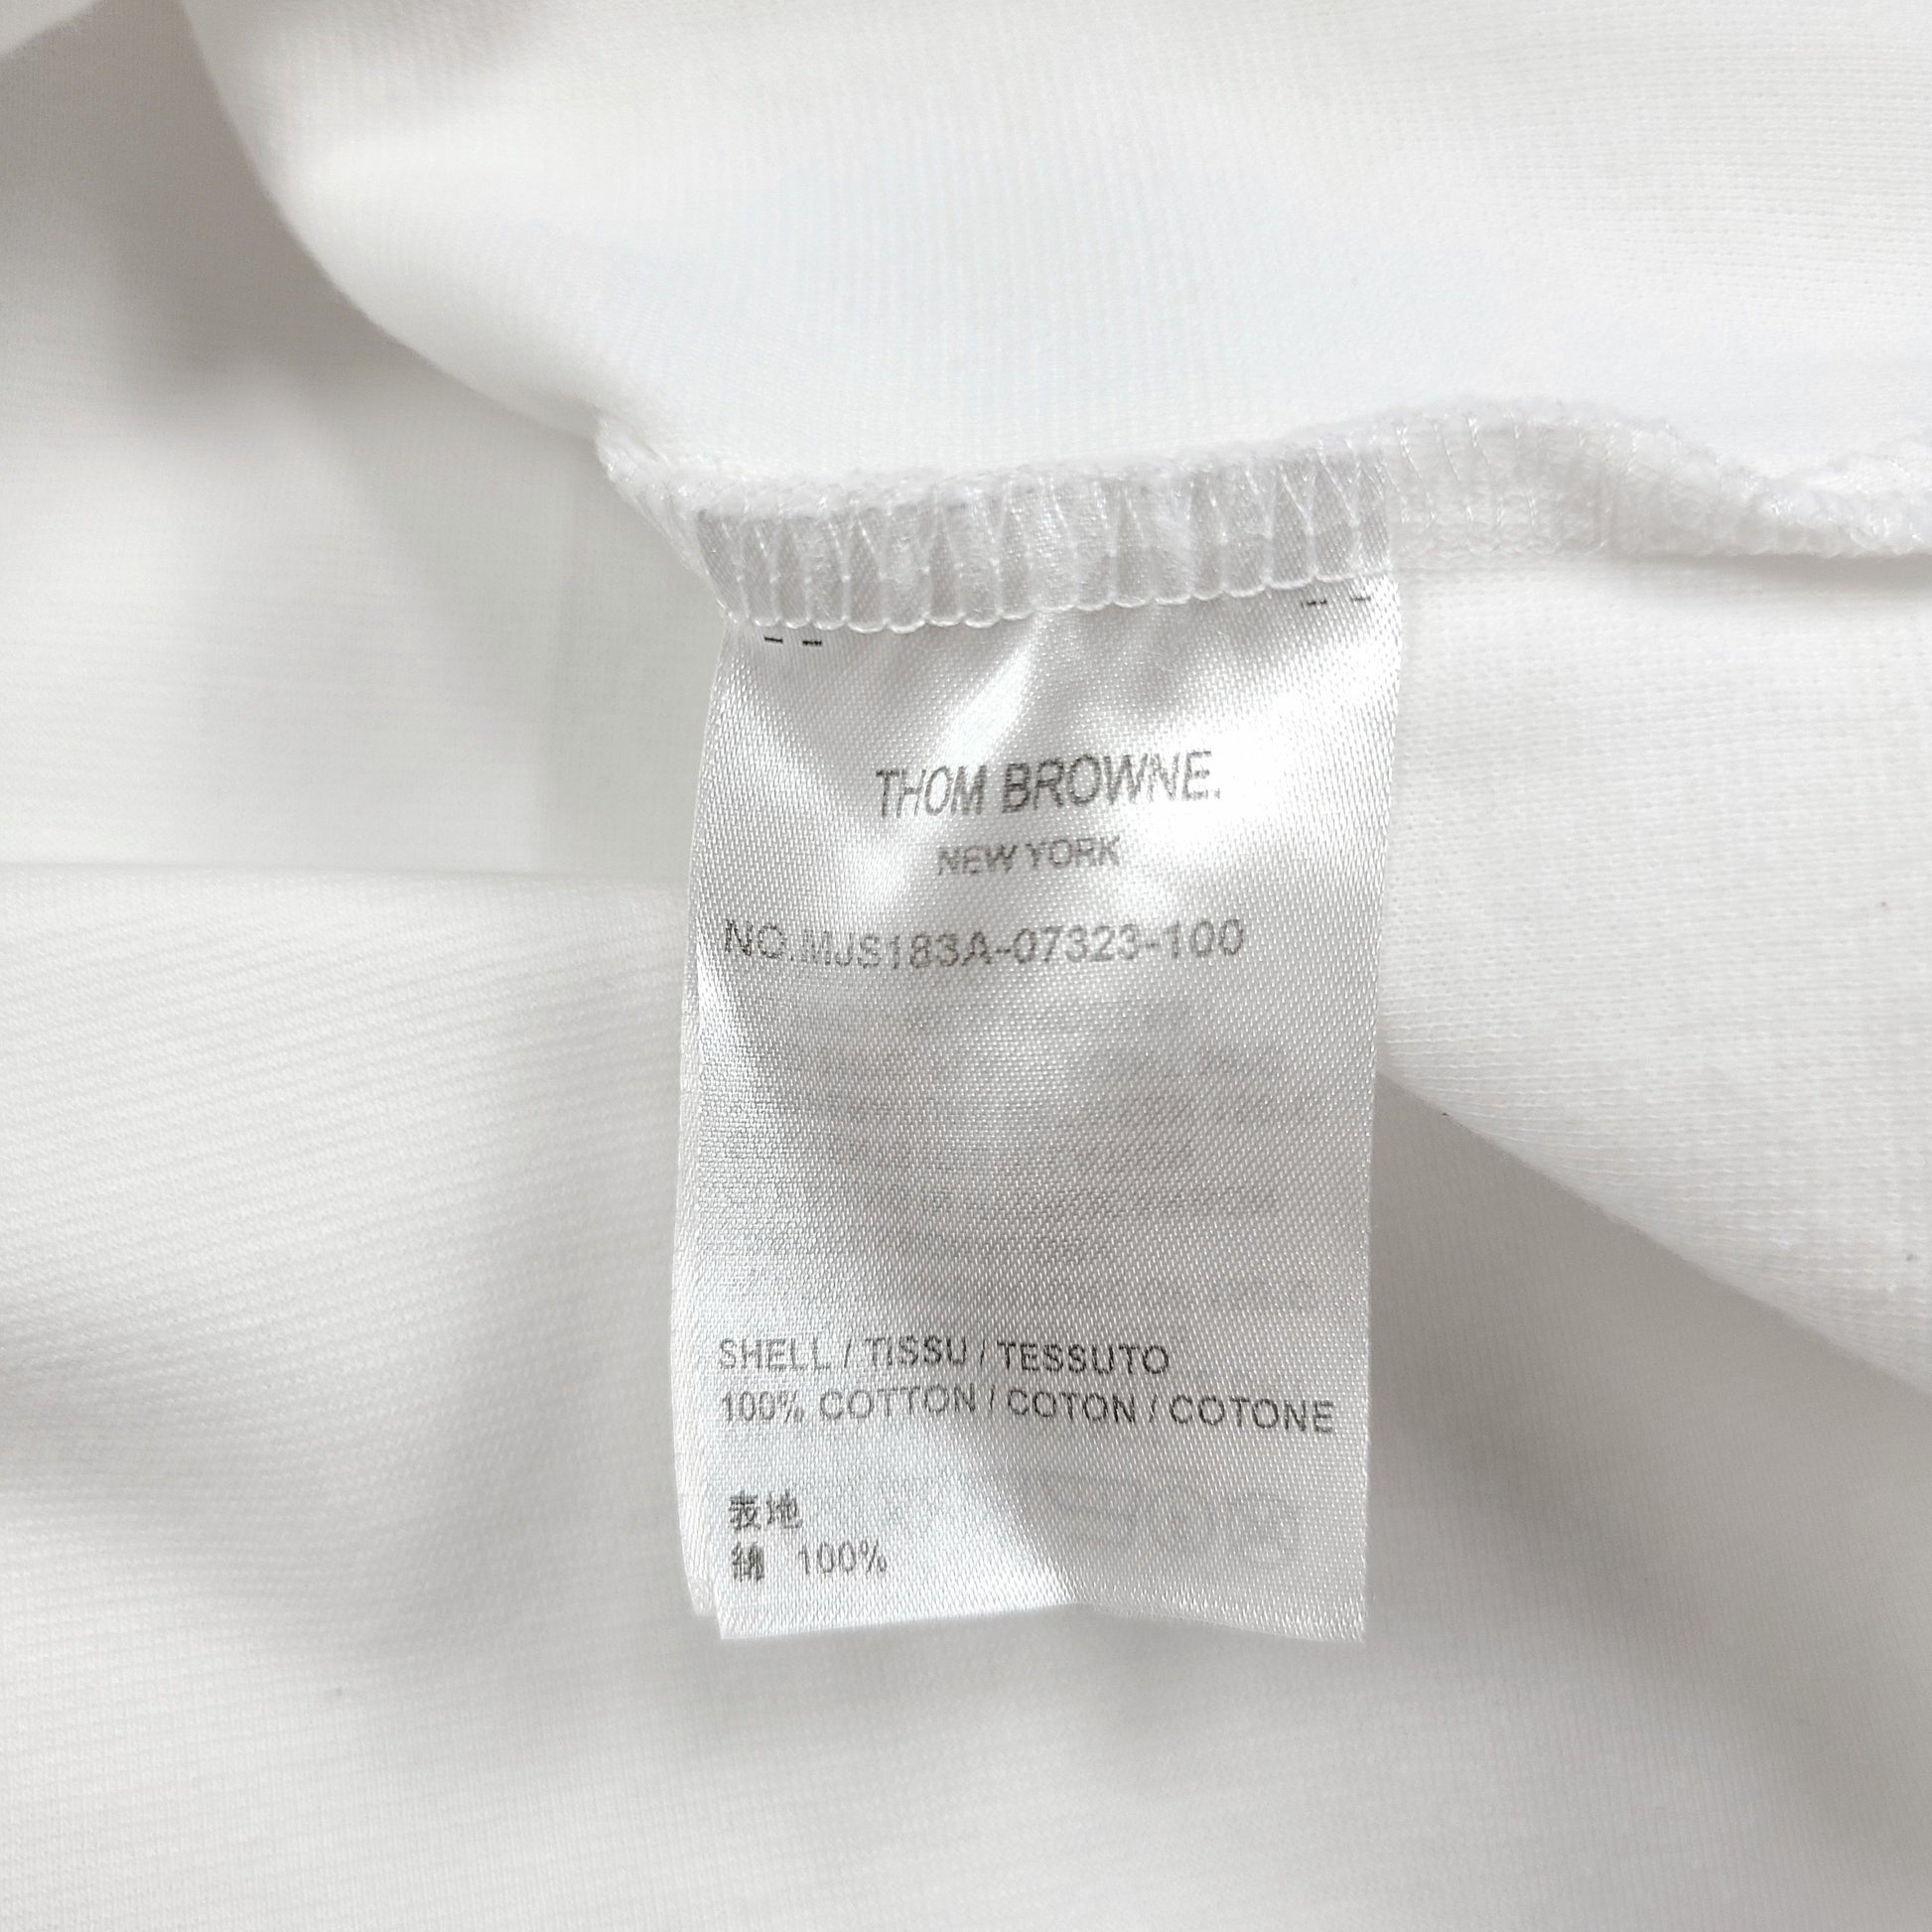 THOM BROWNE.
NEW YORK
NO.MJS183A-07323-100
SHELL / TISSU / TESSUTO
100% COTTON / COTON / COTONE
表地
綿 100%